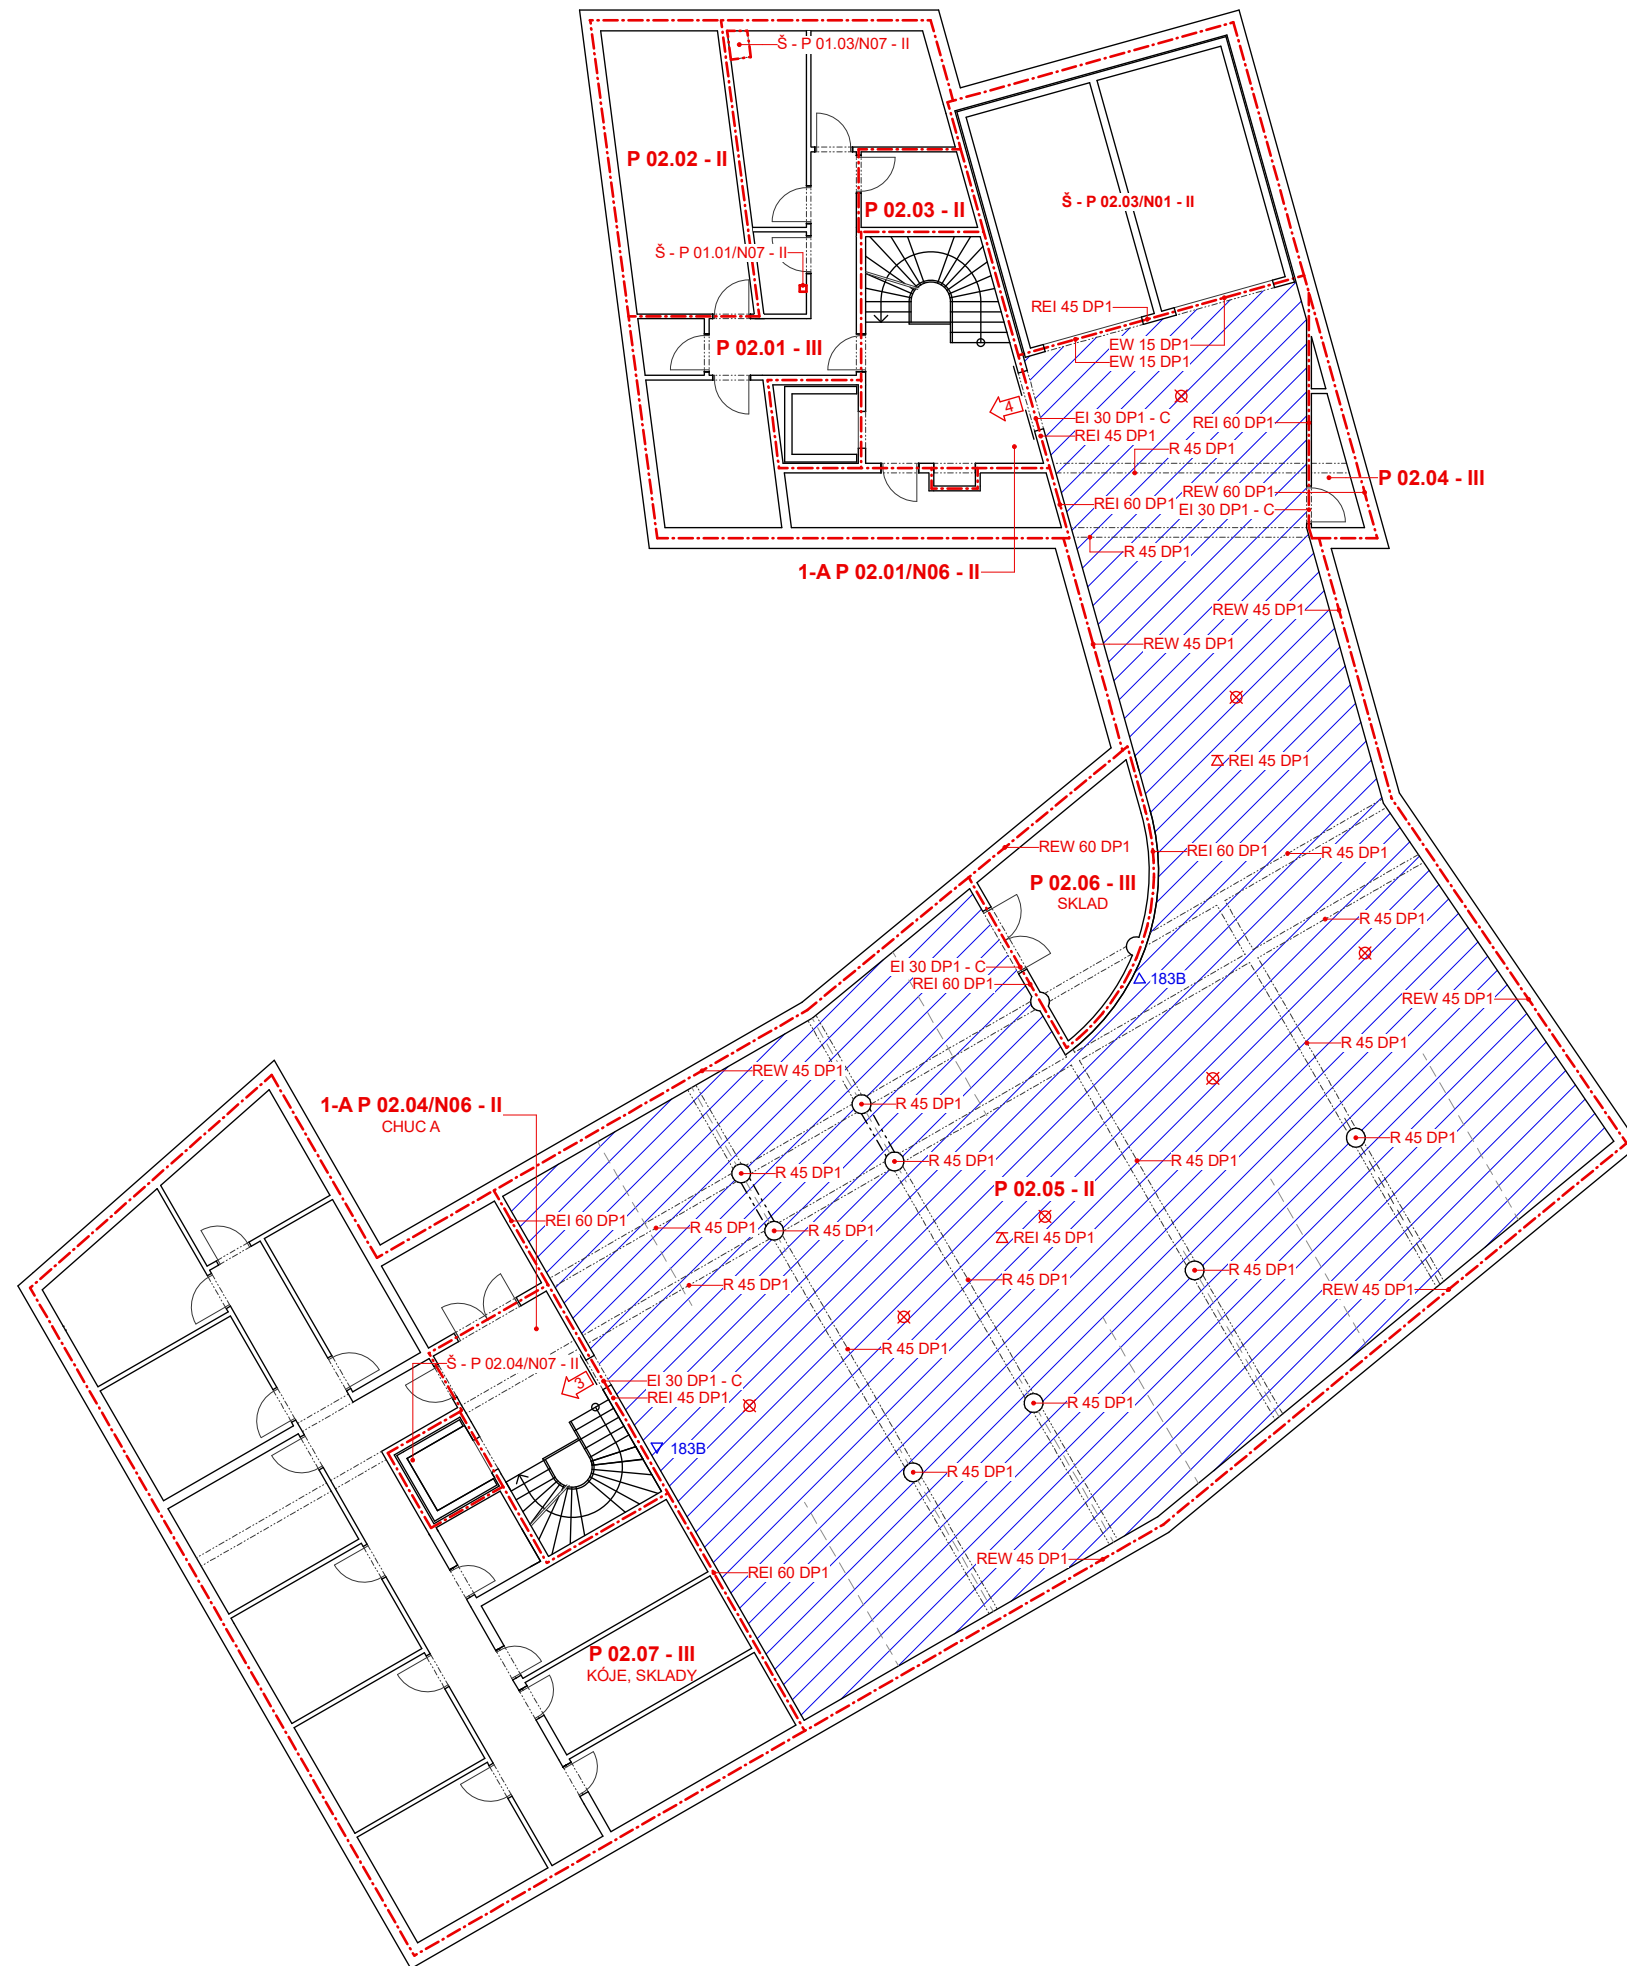 Š - P 01.03/N07 - II
P 02.02 - II
P 02.03 - II
Š - P 02.03/N01 - II
Š - P 01.01/N07 - II
REI 45 DP1
EW 15 DP1
P 02.01 - III
EW 15 DP1
4
EI 30 DP1 - C
REI 60 DP1
REI 45 DP1
R 45 DP1
P 02.04 - III
REW 60 DP1
REI 60 DP1
EI 30 DP1 - C
R 45 DP1
1-A P 02.01/N06 - II
REW 45 DP1
REW 45 DP1
REI 45 DP1
REW 60 DP1
REI 60 DP1
R 45 DP1
P 02.06 - III
SKLAD
R 45 DP1
EI 30 DP1 - C
REI 60 DP1
183B
REW 45 DP1
R 45 DP1
REW 45 DP1
1-A P 02.04/N06 - II
CHUC A
R 45 DP1
R 45 DP1
R 45 DP1
R 45 DP1
R 45 DP1
P 02.05 - II
REI 60 DP1
R 45 DP1
R 45 DP1
REI 45 DP1
R 45 DP1
R 45 DP1
R 45 DP1
REW 45 DP1
R 45 DP1
Š - P 02.04/N07 - II
3
EI 30 DP1 - C
REI 45 DP1
R 45 DP1
183B
R 45 DP1
REW 45 DP1
REI 60 DP1
P 02.07 - III
KÓJE, SKLADY